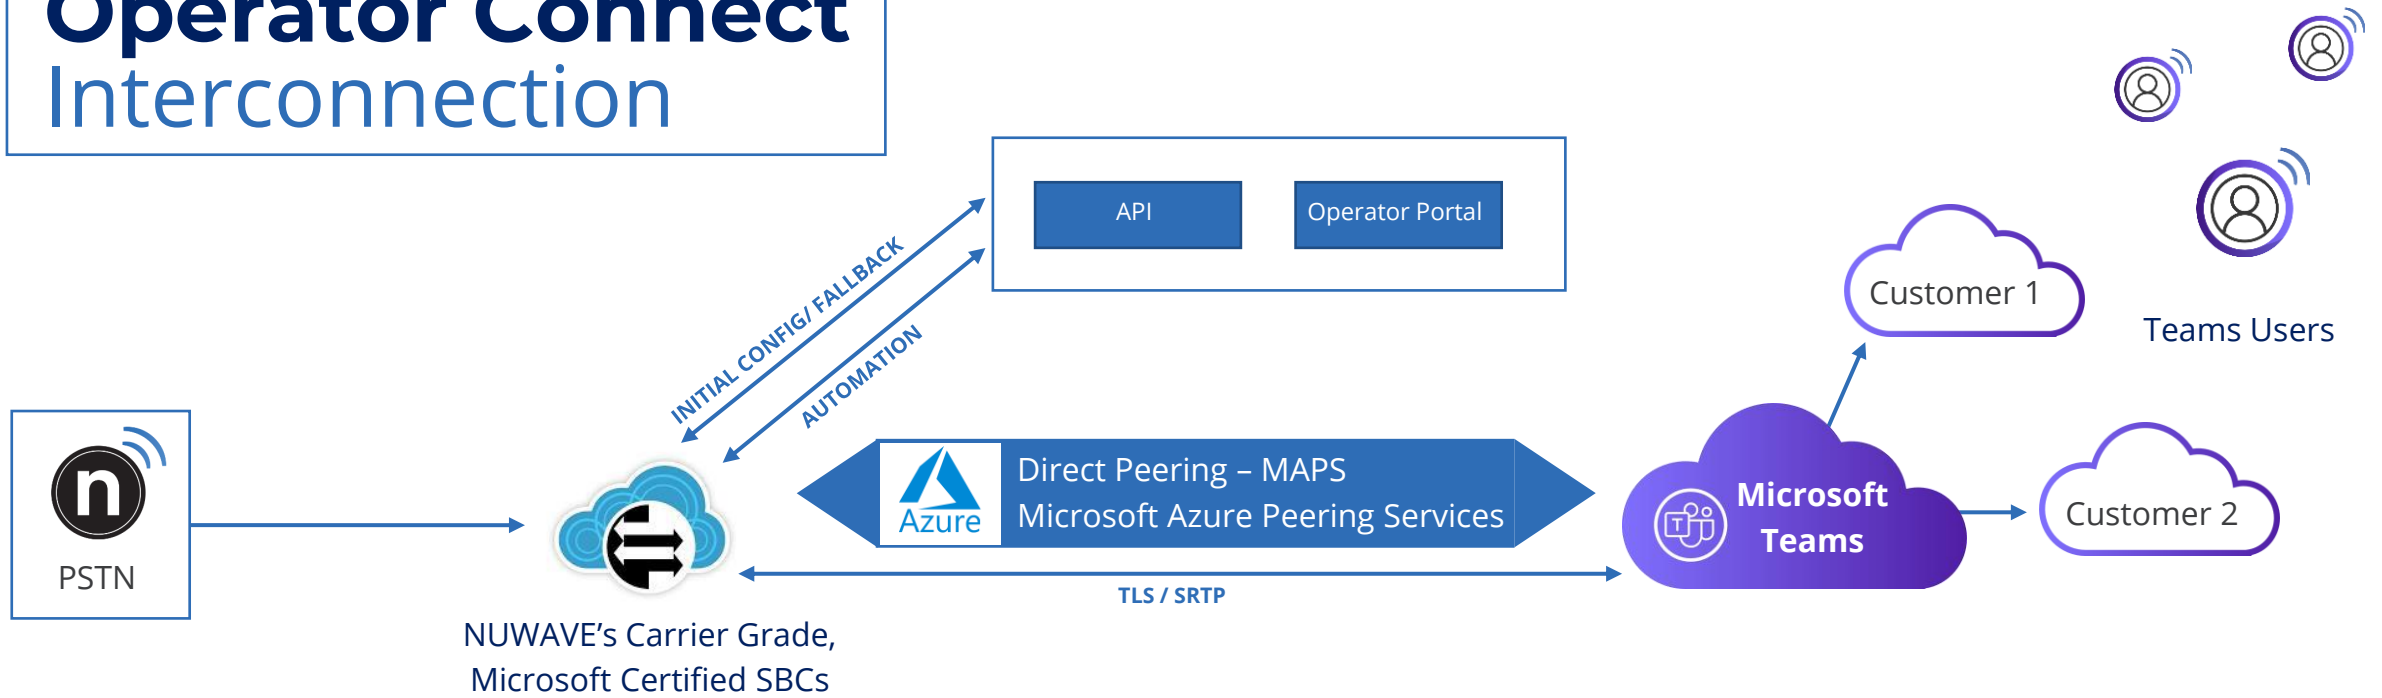 Operator Connect
Interconnection
API
Operator Portal
INITIAL CONFIG/ FALLBACK
AUTOMATION
Customer 1
Teams Users
n
PSTN
Azure
Direct Peering – MAPS
Microsoft Azure Peering Services
T
Microsoft
Teams
Customer 2
TLS / SRTP
NUWAVE’s Carrier Grade,
Microsoft Certified SBCs